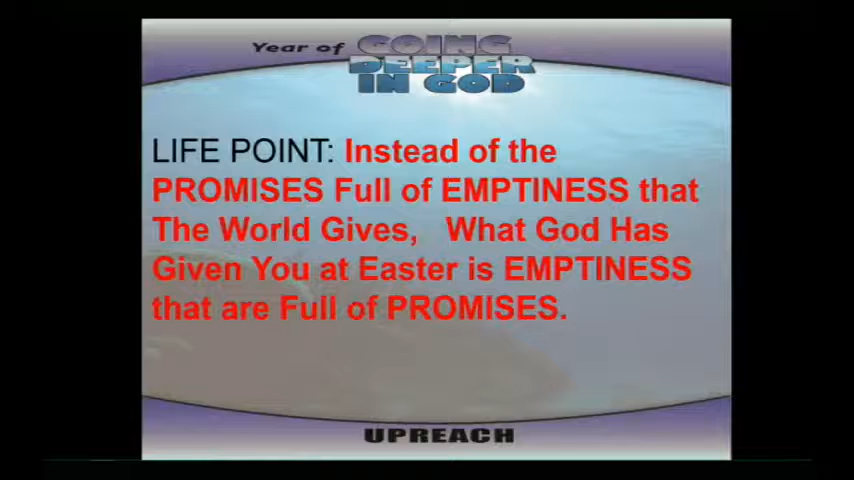 Year of GOING
DEEPER
IN GOD
LIFE POINT: Instead of the
PROMISES Full of EMPTINESS that
The World Gives, What God Has
Given You at Easter is EMPTINESS
that are Full of PROMISES.
UPREACH